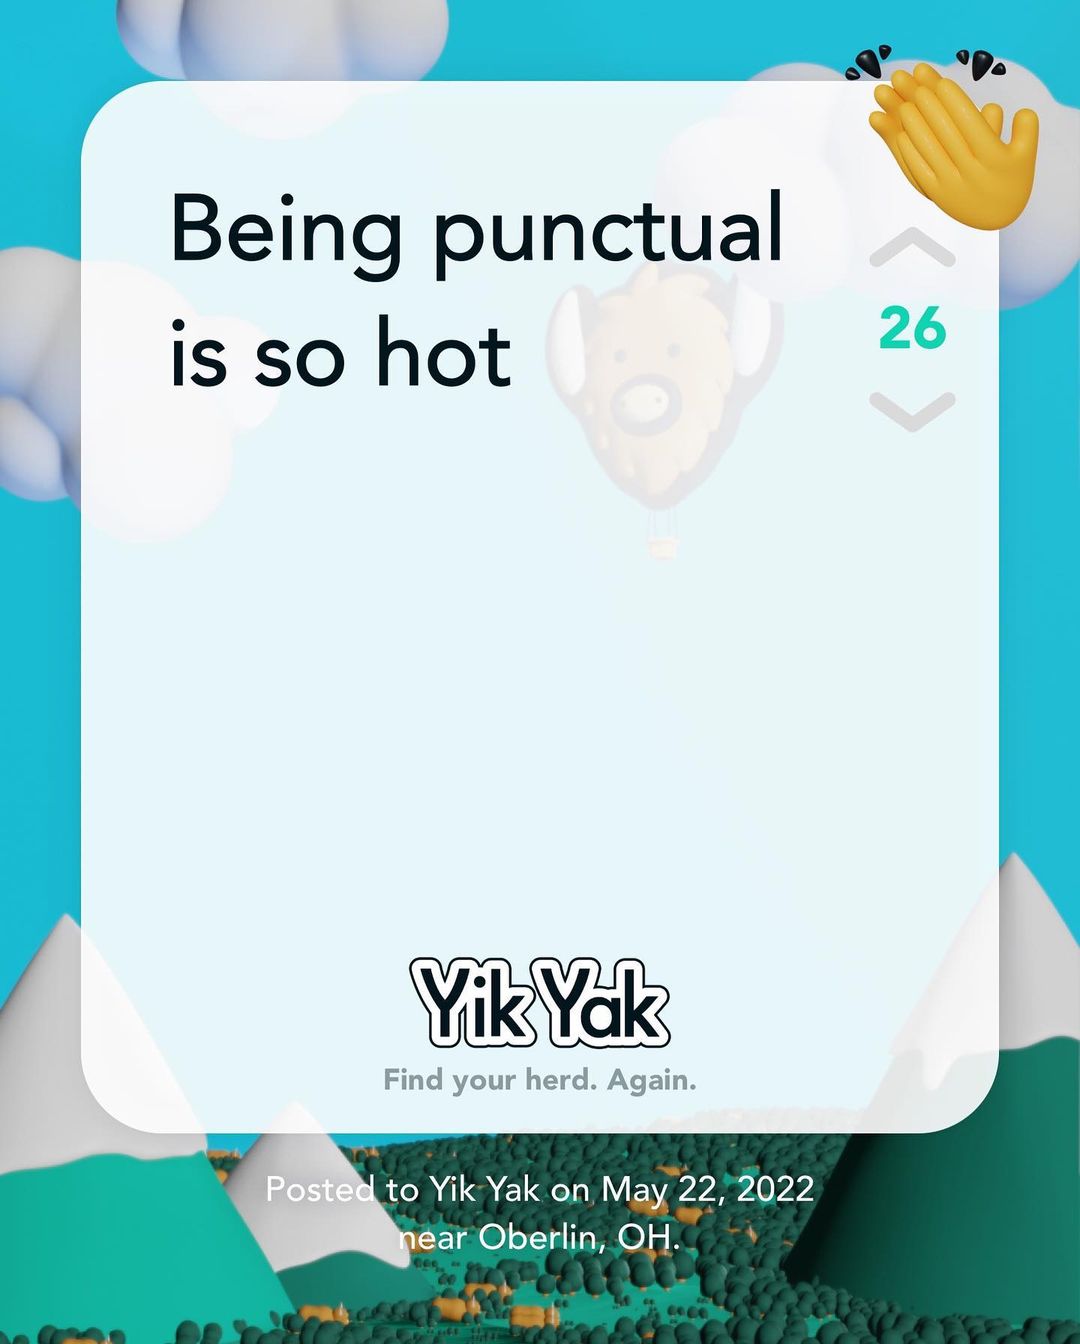 Being punctual
is so hot
26
Yik Yak
Find your herd. Again.
Posted to Yik Yak on May 22, 2022
near Oberlin, OH.